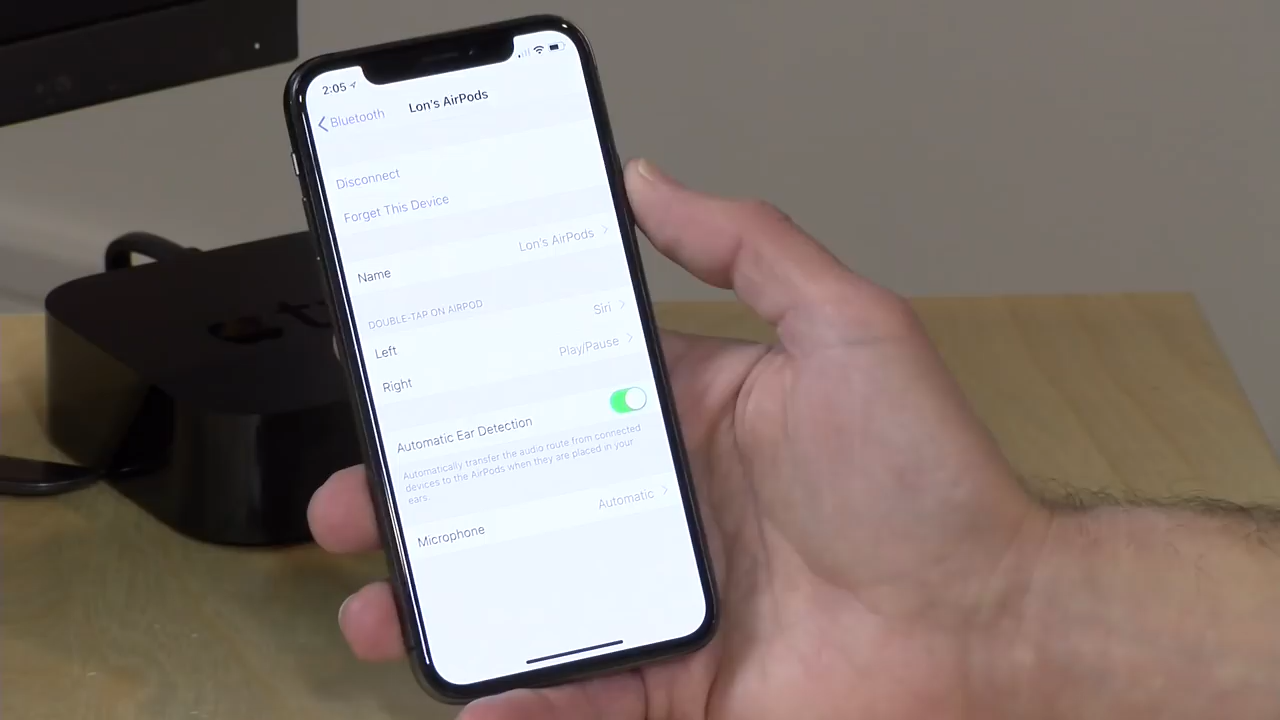 2:05
Bluetooth
Lon's AirPods
Disconnect
Forget This Device
Name Lon's AirPods
DOUBLE-TAP ON AIRPOD
Left Siri
Right Play/Pause
Automatic Ear Detection
Automatically transfer the audio route from connected
devices to the AirPods when they are placed in your
ears.
Microphone Automatic